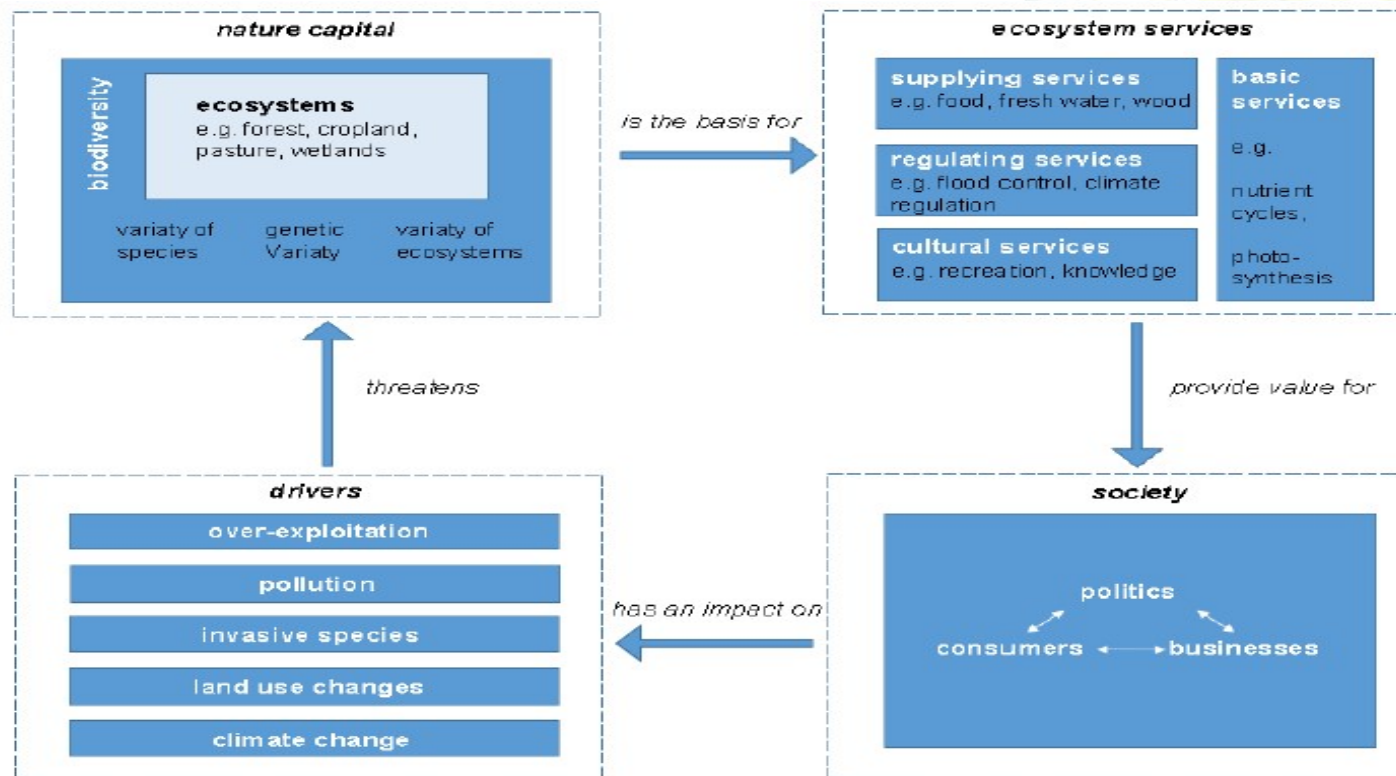 nature capital
biodiversity
ecosystems
e.g. forest, cropland,
pasture, wetlands
variaty of
species
genetic
Variaty
variaty of
ecosystems
is the basis for
ecosystem services
supplying services
e.g. food, fresh water, wood
regulating services
e.g. flood control, climate
regulation
cultural services
e.g. recreation, knowledge
basic
services
e.g.
nutrient
cycles,
photo-
synthesis
threatens
provide value for
drivers
over-exploitation
pollution
invasive species
land use changes
climate change
has an impact on
society
politics
consumers
businesses